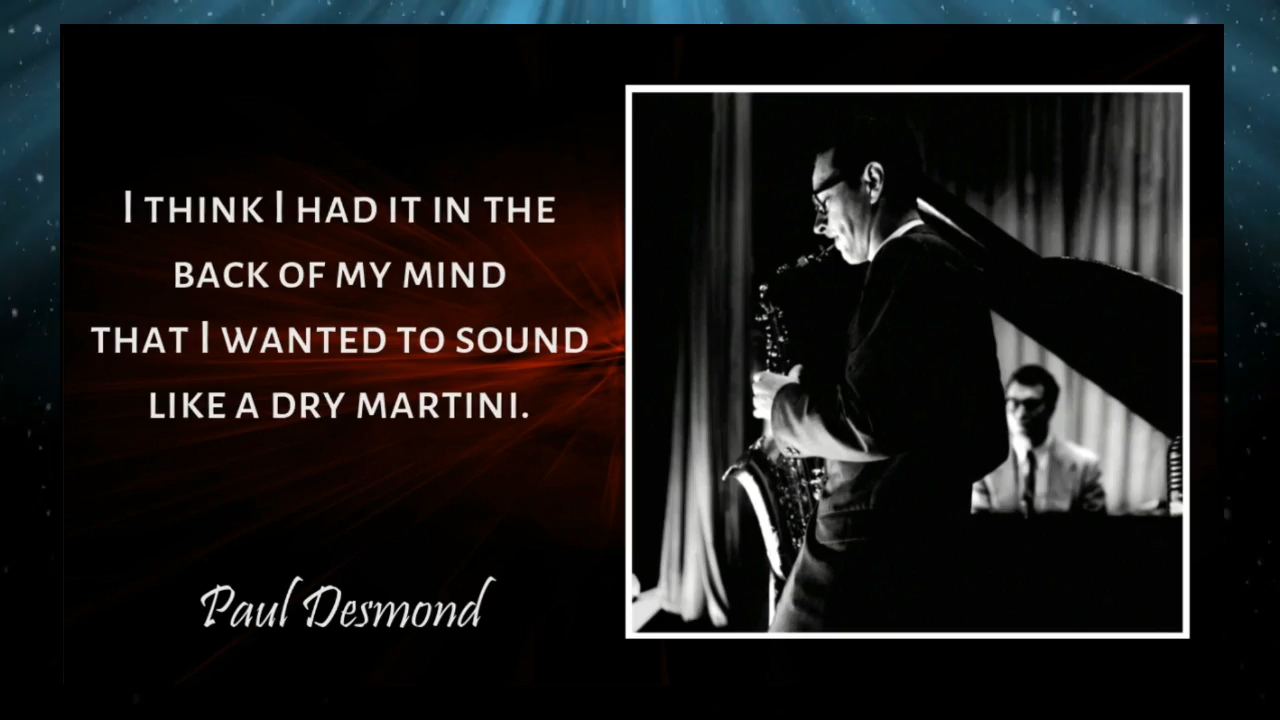 I THINK I HAD IT IN THE
BACK OF MY MIND
THAT I WANTED TO SOUND
LIKE A DRY MARTINI.
Paul Desmond